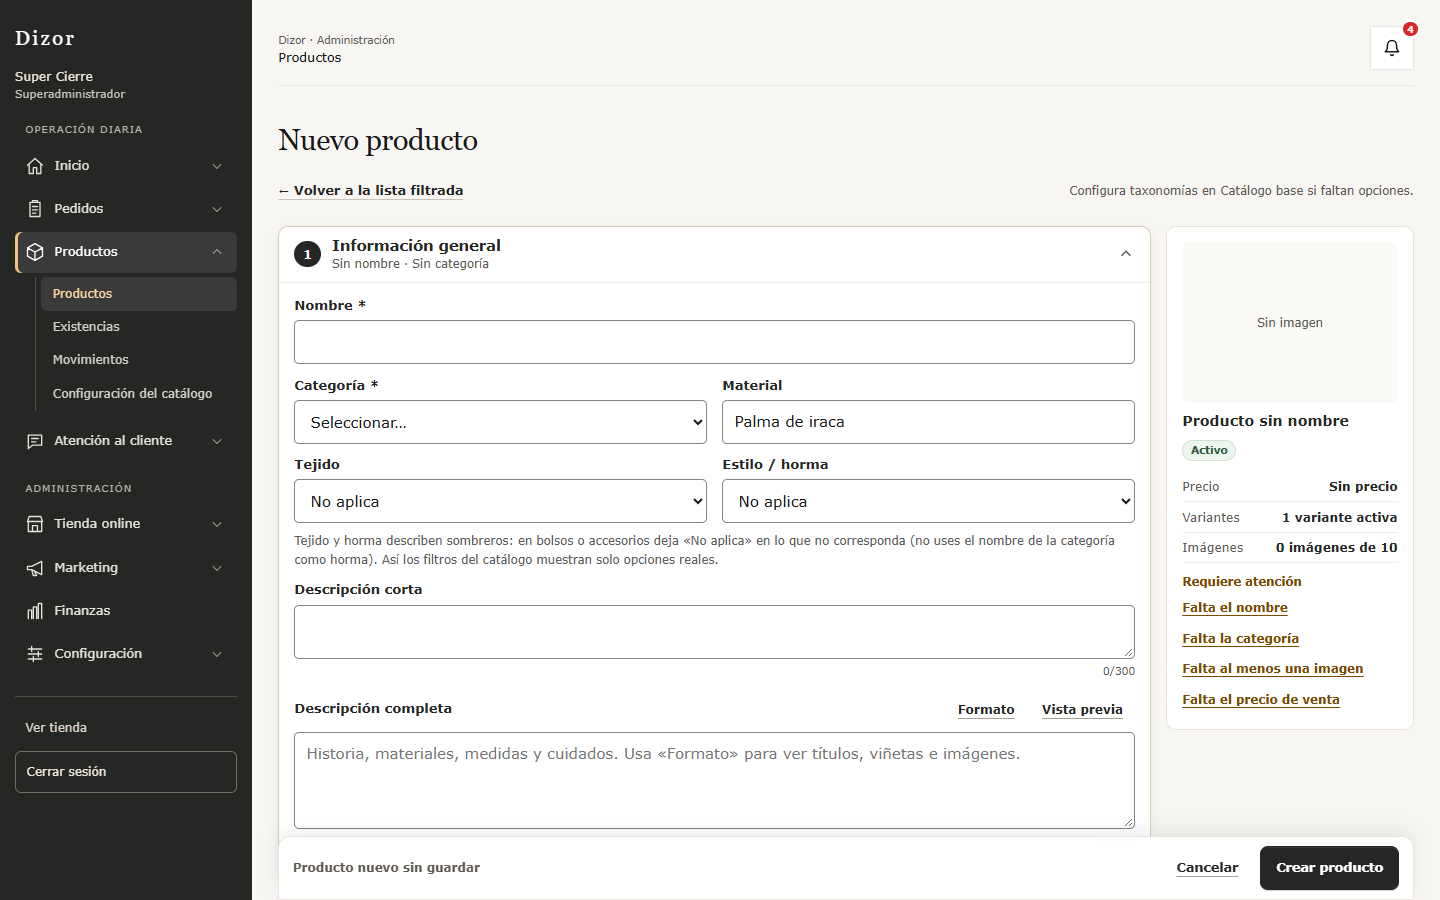 Dizor
Super Cierre
Superadministrador
OPERACIÓN DIARIA
Inicio
Pedidos
Productos
Productos
Existencias
Movimientos
Configuración del catálogo
Atención al cliente
ADMINISTRACIÓN
Tienda online
Marketing
Finanzas
Configuración
Ver tienda
Cerrar sesión
Dizor · Administración
Productos
4
Nuevo producto
← Volver a la lista filtrada
Configura taxonomías en Catálogo base si faltan opciones.
1
Información general
Sin nombre · Sin categoría
Nombre *
Categoría *
Material
Seleccionar...
Palma de iraca
Tejido
Estilo / horma
No aplica
No aplica
Tejido y horma describen sombreros: en bolsos o accesorios deja «No aplica» en lo que no corresponda (no uses el nombre de la categoría
como horma). Así los filtros del catálogo muestran solo opciones reales.
Descripción corta
0/300
Descripción completa
Formato
Vista previa
Historia, materiales, medidas y cuidados. Usa «Formato» para ver títulos, viñetas e imágenes.
Sin imagen
Producto sin nombre
Activo
Precio
Sin precio
Variantes
1 variante activa
Imágenes
0 imágenes de 10
Requiere atención
Falta el nombre
Falta la categoría
Falta al menos una imagen
Falta el precio de venta
Producto nuevo sin guardar
Cancelar
Crear producto